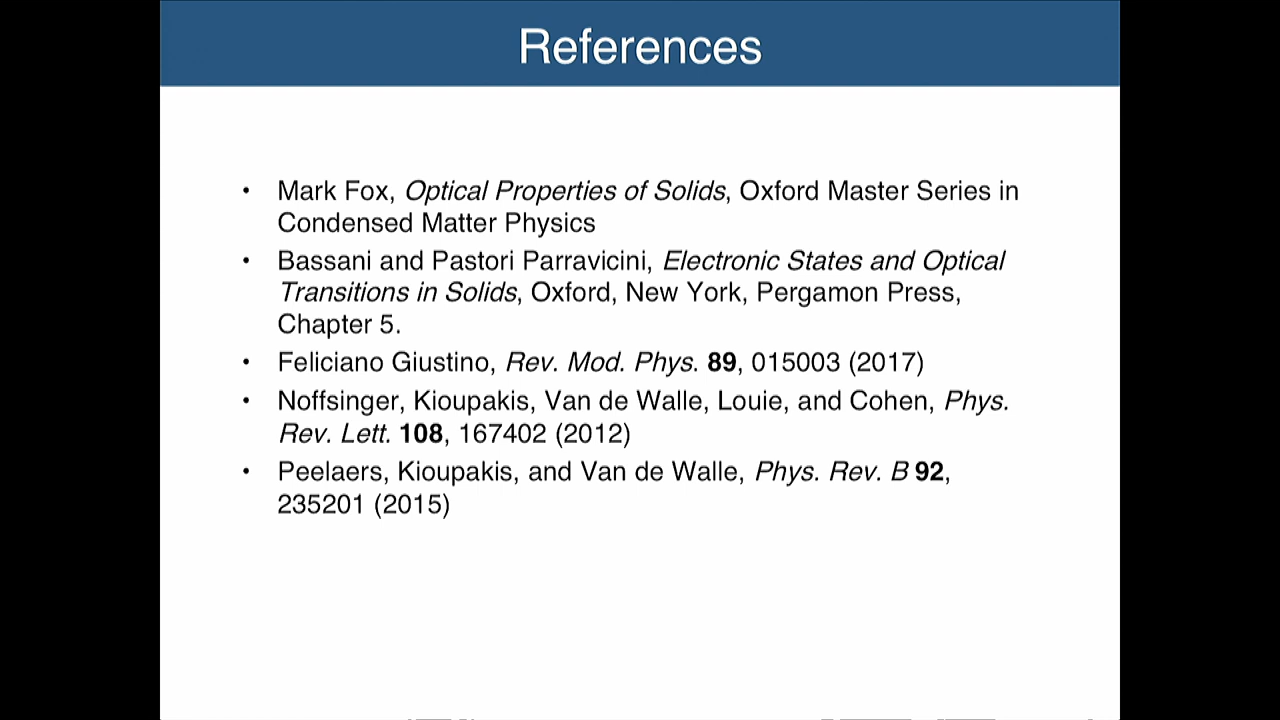 References
• Mark Fox, Optical Properties of Solids, Oxford Master Series in
Condensed Matter Physics
• Bassani and Pastori Parravicini, Electronic States and Optical
Transitions in Solids, Oxford, New York, Pergamon Press,
Chapter 5.
• Feliciano Giustino, Rev. Mod. Phys. 89, 015003 (2017)
• Noffsinger, Kioupakis, Van de Walle, Louie, and Cohen, Phys.
Rev. Lett. 108, 167402 (2012)
• Peelaers, Kioupakis, and Van de Walle, Phys. Rev. B 92,
235201 (2015)